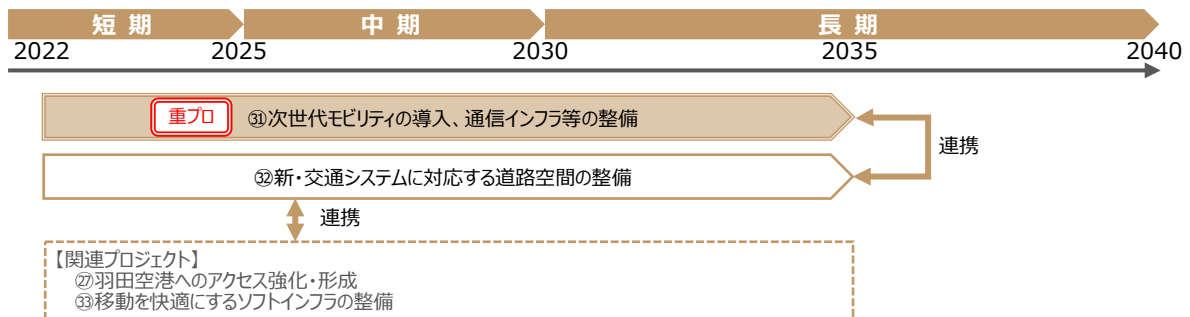 短 期 中 期 長 期
2022 2025 2030 2035 2040
重プロ ㉛次世代モビリティの導入、通信インフラ等の整備
連携
㉜新・交通システムに対応する道路空間の整備
連携
【関連プロジェクト】
㉗羽田空港へのアクセス強化・形成
㉝移動を快適にするソフトインフラの整備